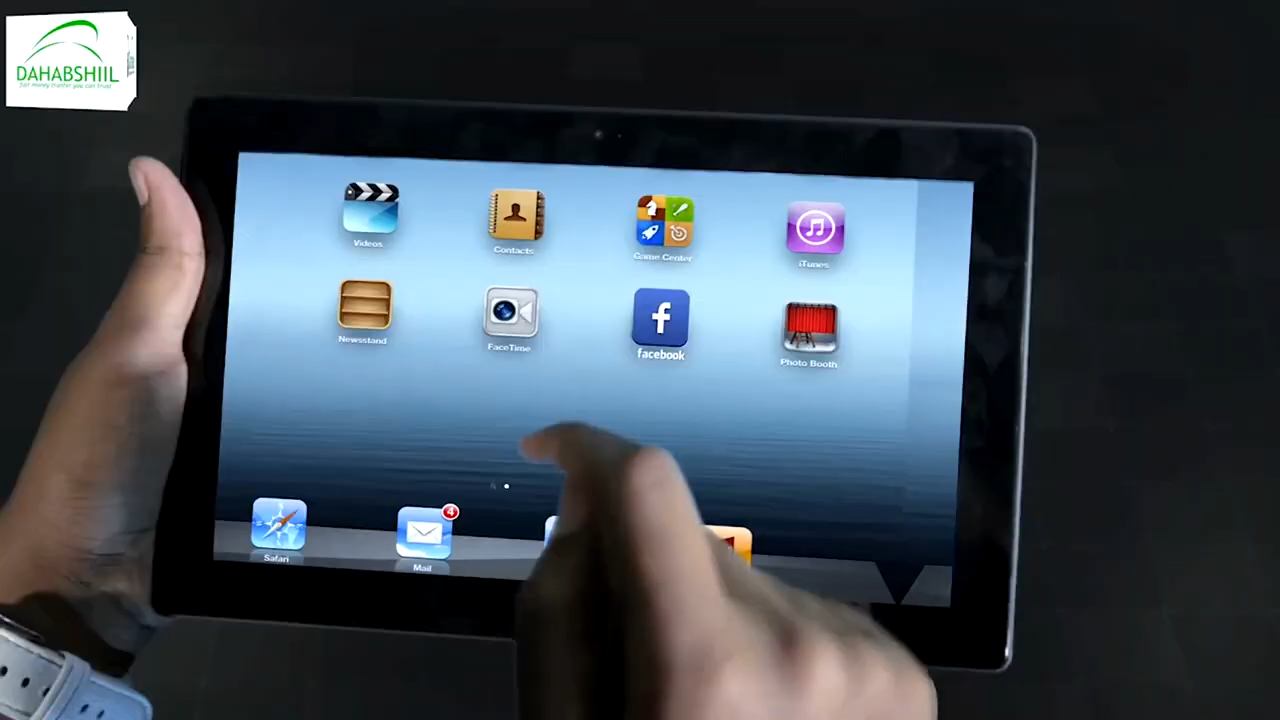 DAHABSHIIL
Videos
Contacts
Game Center
iTunes
Newsstand
FaceTime
f
facebook
Photo Booth
4
Safari
Mail